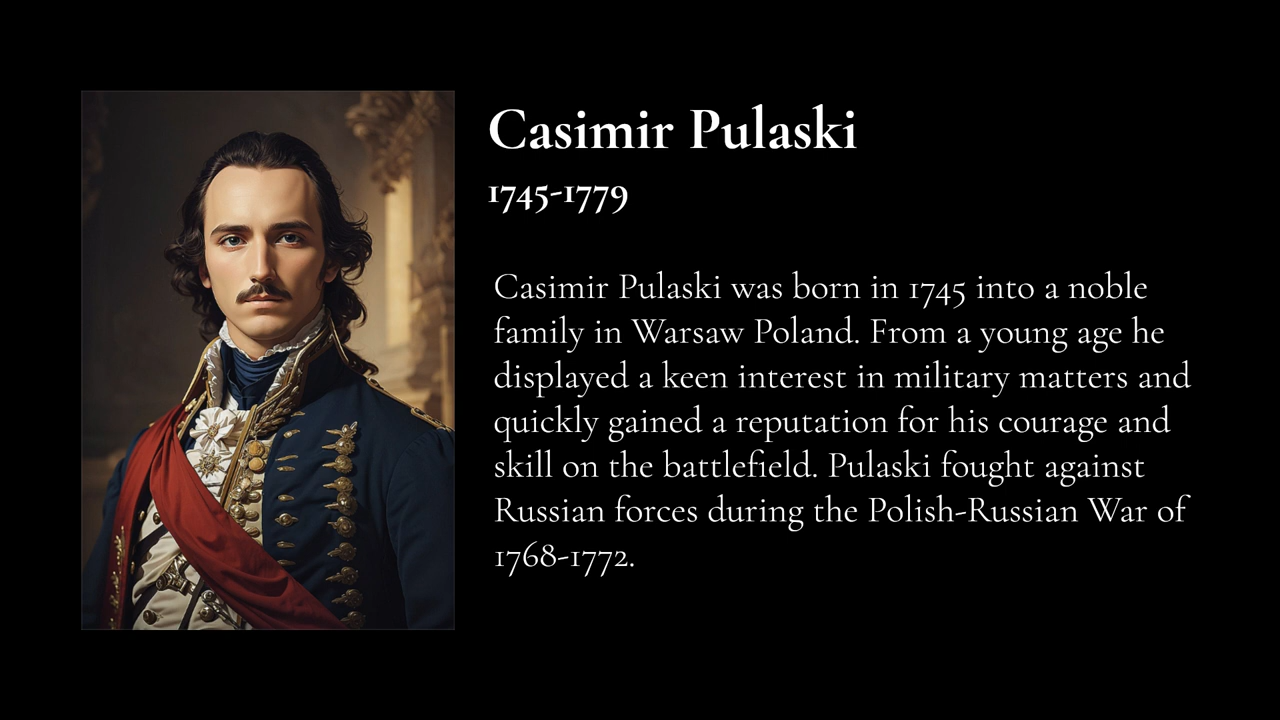 Casimir Pulaski
1745-1779
Casimir Pulaski was born in 1745 into a noble
family in Warsaw Poland. From a young age he
displayed a keen interest in military matters and
quickly gained a reputation for his courage and
skill on the battlefield. Pulaski fought against
Russian forces during the Polish-Russian War of
1768-1772.